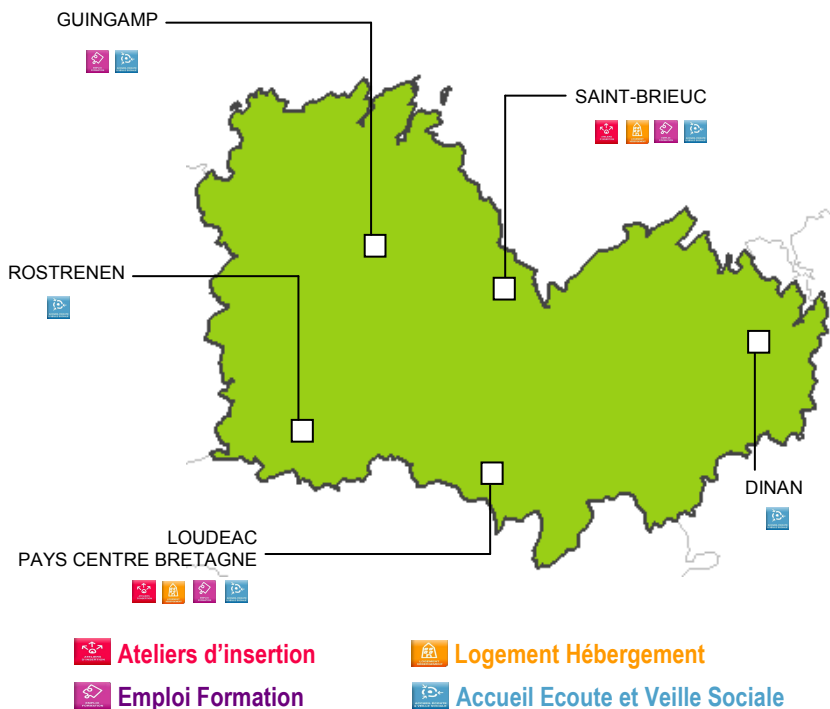 GUINGAMP
SAINT-BRIEUC
ROSTRENEN
DINAN
LOUDEAC
PAYS CENTRE BRETAGNE
Ateliers d'insertion
Logement Hébergement
Emploi Formation
Accueil Ecoute et Veille Sociale